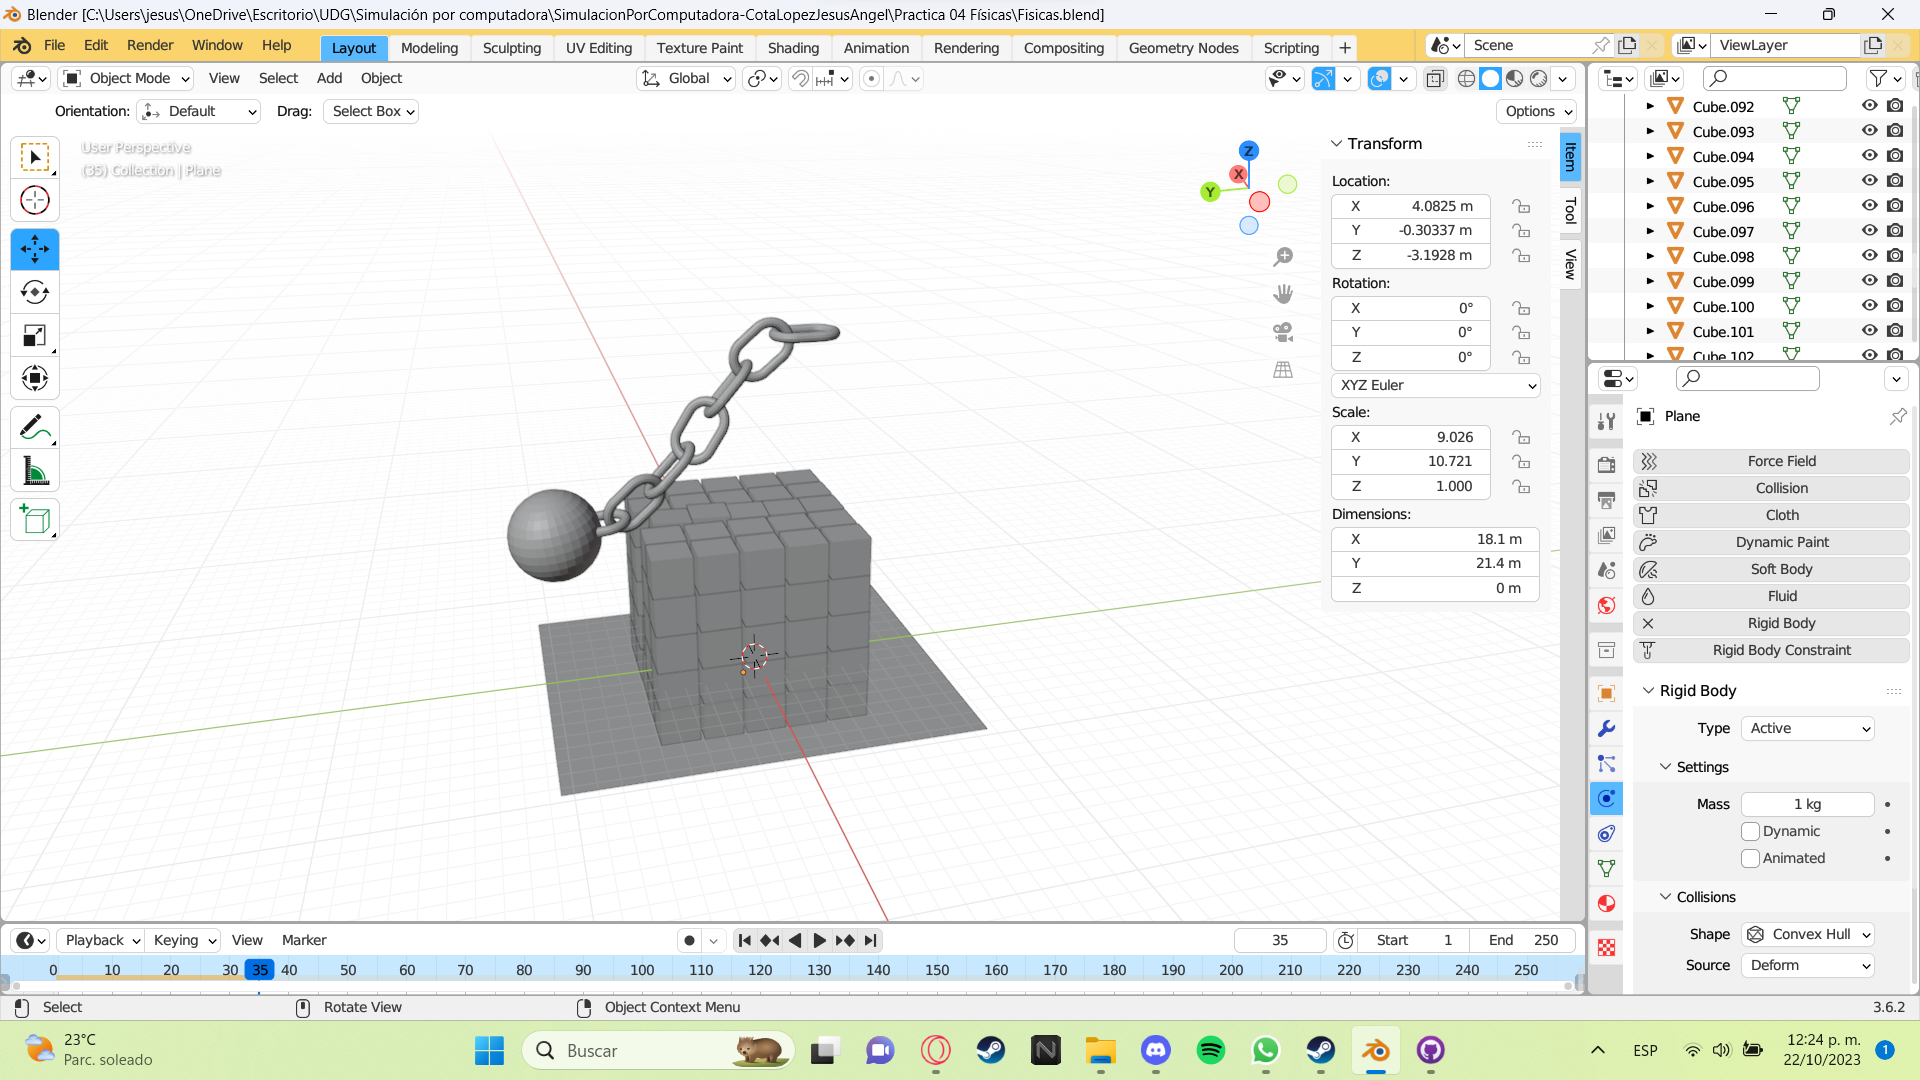 Blender [C:\Users\jesus\OneDrive\Escritorio\UDG\Simulación por computadora\SimulacionPorComputadora-CotaLopezJesusAngel\Practica 04 Físicas\Fisicas.blend]
File Edit Render Window Help Layout Modeling Sculpting UV Editing Texture Paint Shading Animation Rendering Compositing Geometry Nodes Scripting + Scene ViewLayer
Object Mode View Select Add Object Global
Orientation: Default Drag: Select Box Options
User Perspective
(35) Collection | Plane
Z
X
Y
Transform
Location:
X 4.0825 m
Y -0.30337 m
Z -3.1928 m
Rotation:
X 0°
Y 0°
Z 0°
XYZ Euler
Scale:
X 9.026
Y 10.721
Z 1.000
Dimensions:
X 18.1 m
Y 21.4 m
Z 0 m
Item
Tool
View
Cube.092
Cube.093
Cube.094
Cube.095
Cube.096
Cube.097
Cube.098
Cube.099
Cube.100
Cube.101
Cube.102
Plane
Force Field
Collision
Cloth
Dynamic Paint
Soft Body
Fluid
Rigid Body
Rigid Body Constraint
Rigid Body
Type Active
Settings
Mass 1 kg
Dynamic
Animated
Collisions
Shape Convex Hull
Source Deform
Playback Keying View Marker 35 Start 1 End 250
0 10 20 30 35 40 50 60 70 80 90 100 110 120 130 140 150 160 170 180 190 200 210 220 230 240 250
Select Rotate View Object Context Menu 3.6.2
23°C
Parc. soleado
Buscar
ESP
12:24 p. m.
22/10/2023
1